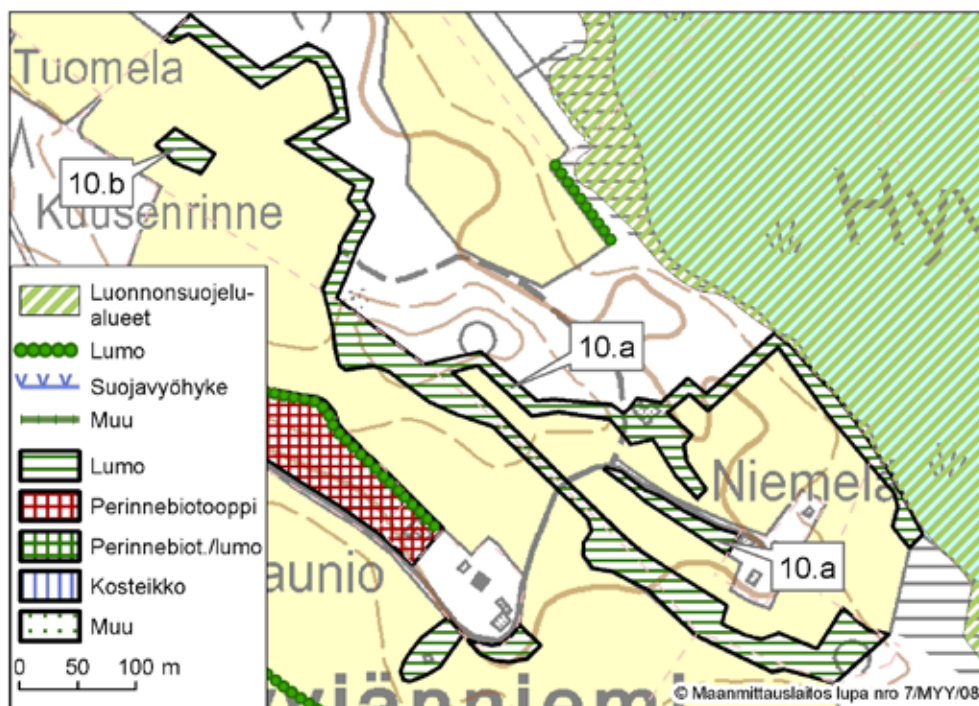 Tuomela
10.b
Kuusenrinne
Luonnonsuojelu-
alueet
Lumo
Suojavyöhyke
Muu
Lumo
Perinnebiotooppi
Perinnebiot./lumo
Kosteikko
Muu
0 50 100 m
10.a
Niemelä
10.a
aunio
© Maanmittauslaitos lupa nro 7/MYY/08